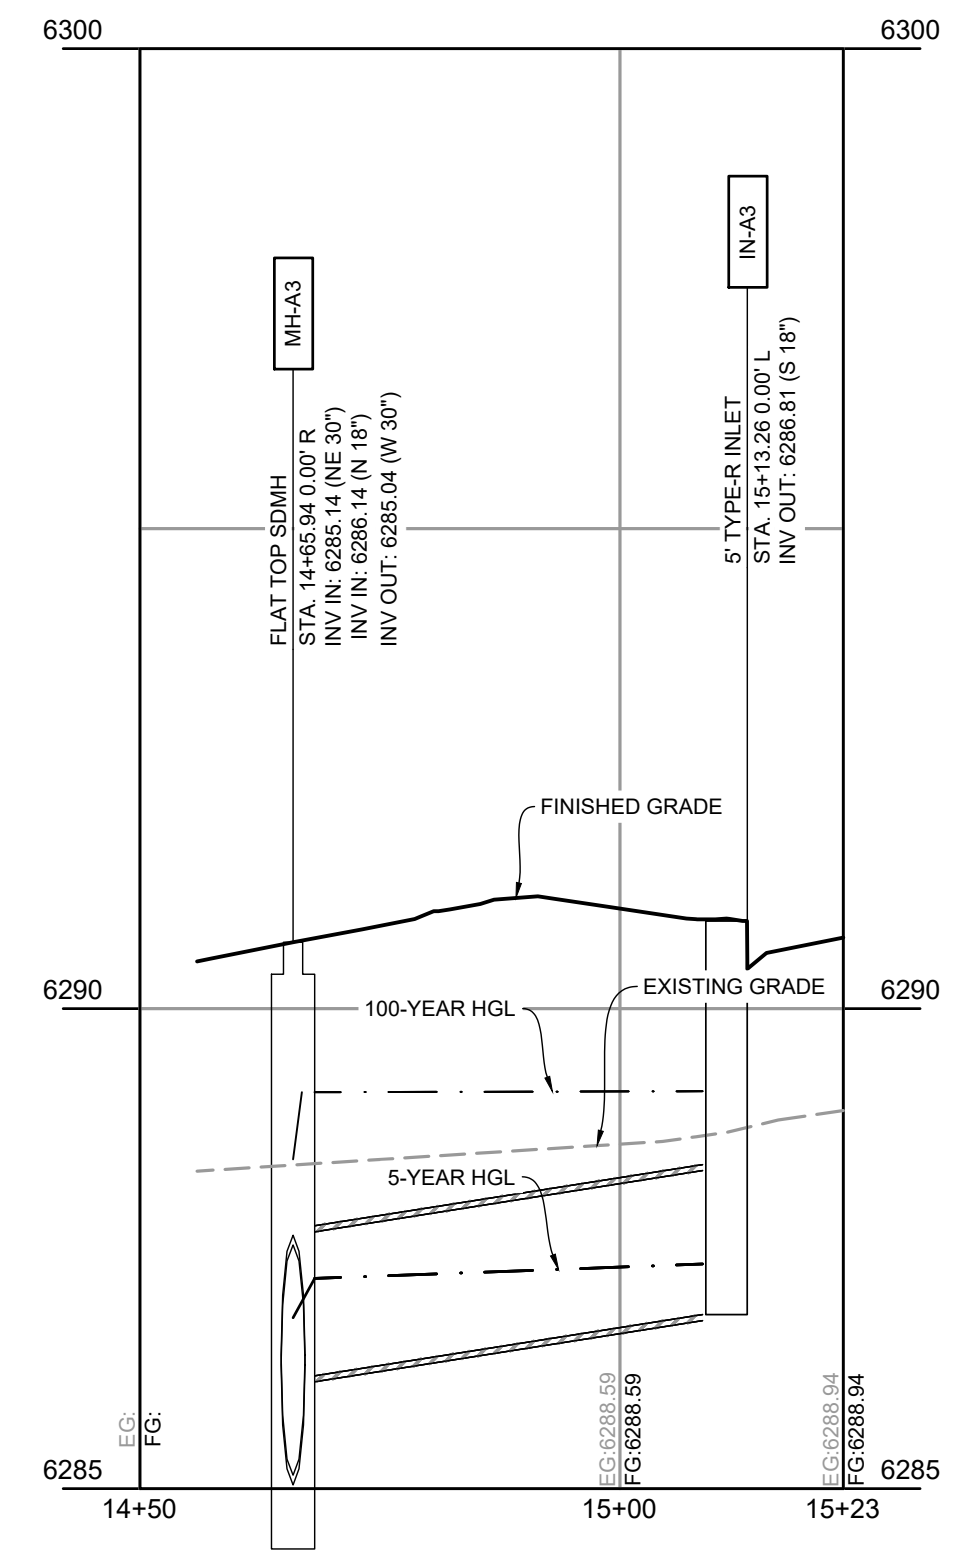 6300
6300
IN-A3
MH-A3
5' TYPE-R INLET
STA. 15+13.26 0.00' L
INV OUT: 6286.81 (S 18")
FLAT TOP SDMH
STA. 14+65.94 0.00' R
INV IN: 6285.14 (NE 30")
INV IN: 6286.14 (N 18")
INV OUT: 6285.04 (W 30")
FINISHED GRADE
EXISTING GRADE
6290
6290
100-YEAR HGL
5-YEAR HGL
EG:
FG:
EG:6288.59
FG:6288.59
EG:6288.94
FG:6288.94
6285
6285
14+50
15+00
15+23